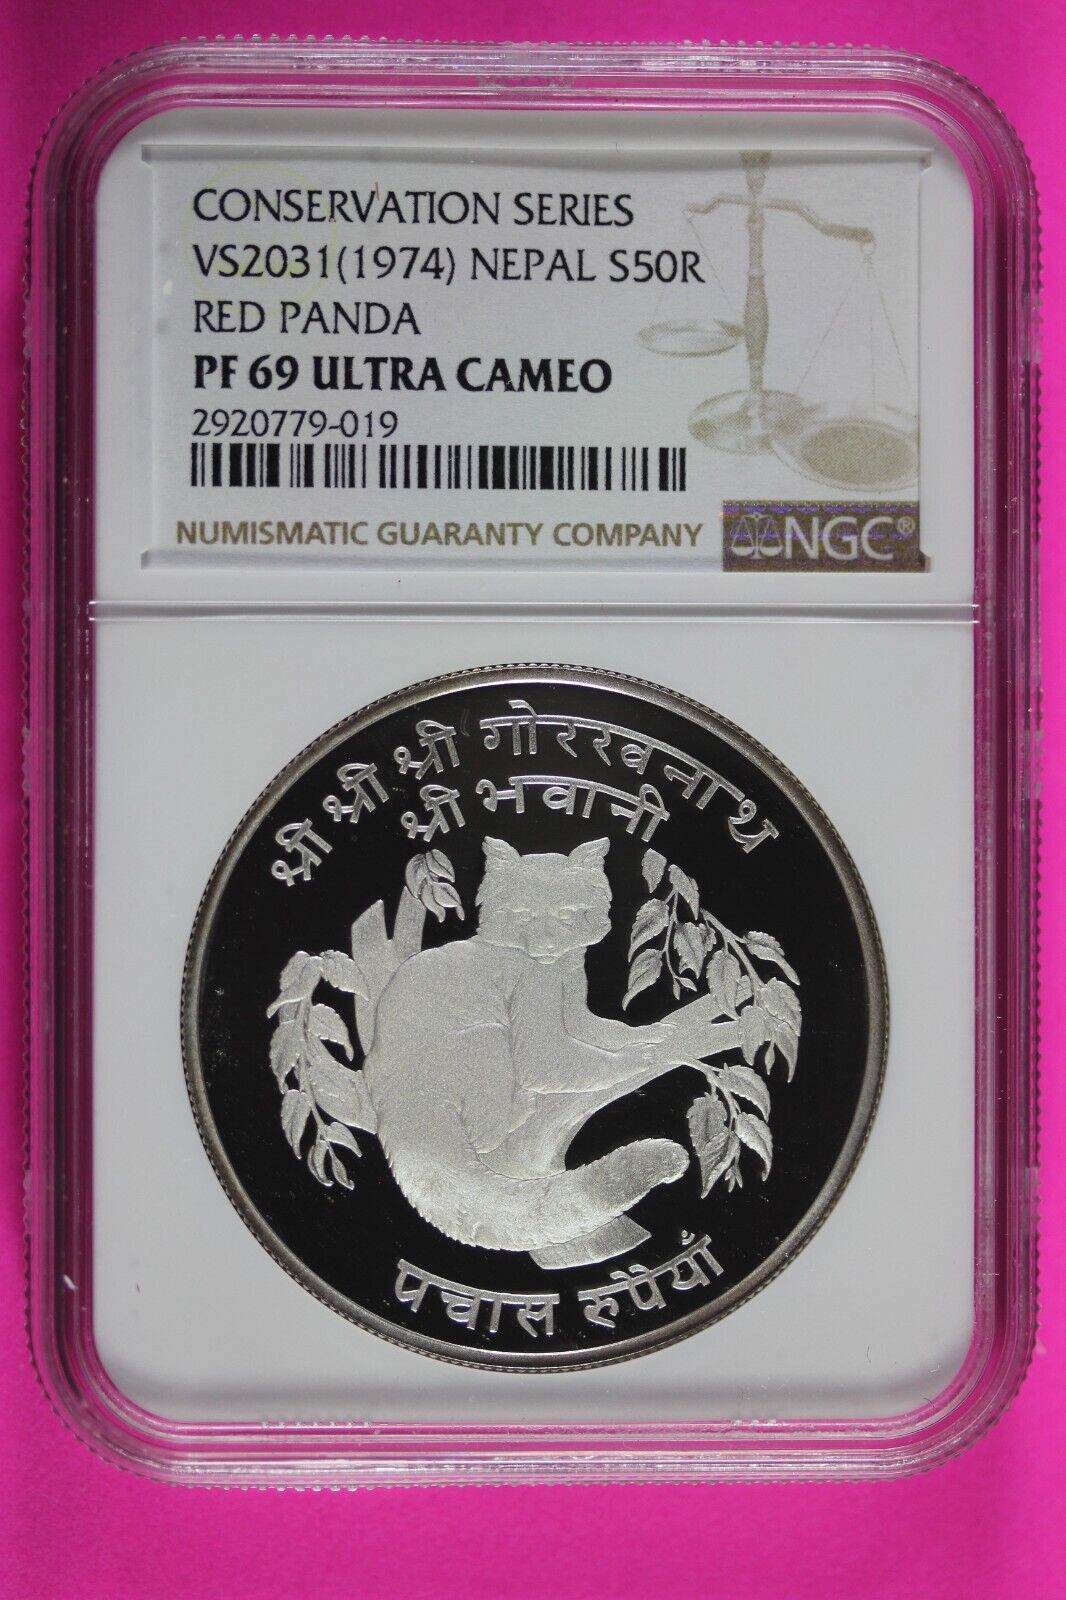 CONSERVATION SERIES
VS2031(1974) NEPAL S50R
RED PANDA
PF 69 ULTRA CAMEO
2920779-019
NUMISMATIC GUARANTY COMPANY
NGC®
श्री श्री श्री गोरखनाथ
श्री भवानी
पचास रुपैयाँ